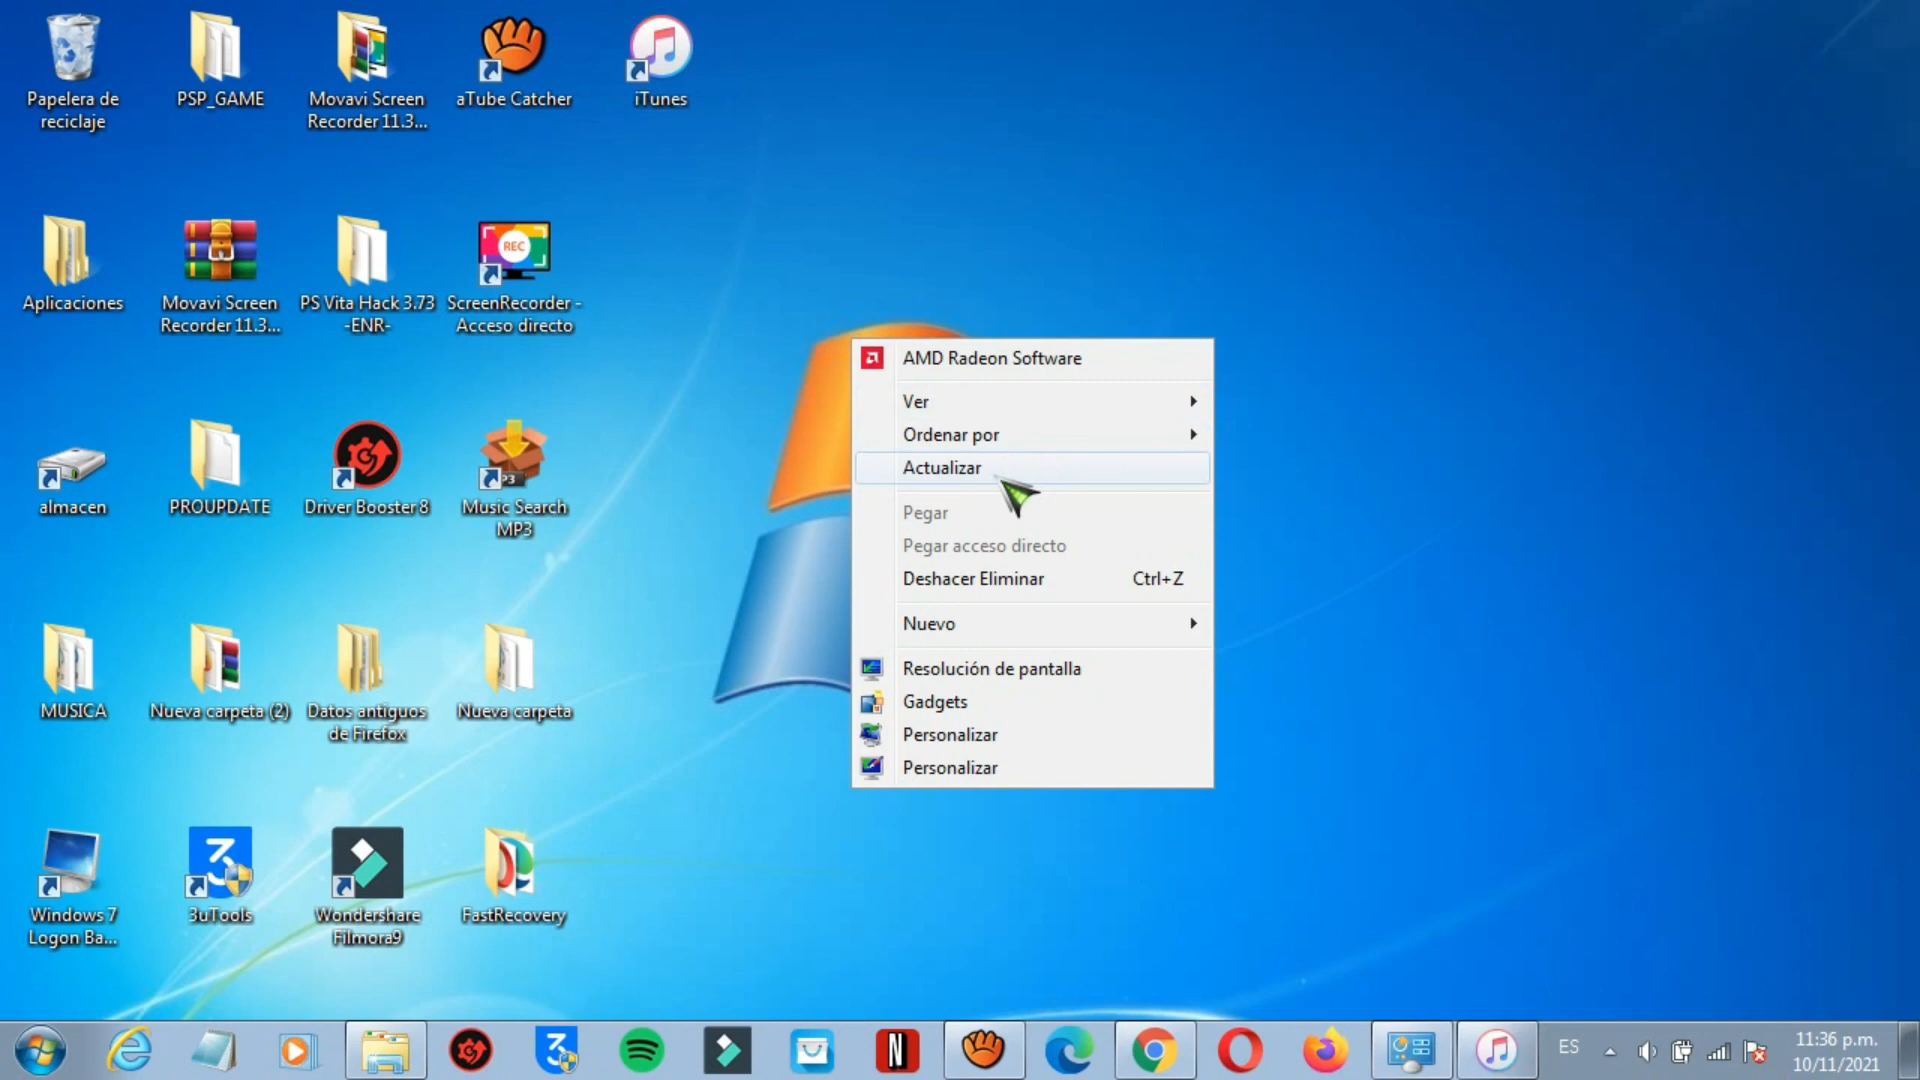 Papelera de
reciclaje
PSP_GAME
Movavi Screen
Recorder 11.3...
aTube Catcher
iTunes
Aplicaciones
Movavi Screen
Recorder 11.3...
PS Vita Hack 3.73
-ENR-
REC
ScreenRecorder -
Acceso directo
almacen
PROUPDATE
Driver Booster 8
Music Search
MP3
MUSICA
Nueva carpeta (2)
Datos antiguos
de Firefox
Nueva carpeta
Windows 7
Logon Ba...
3uTools
Wondershare
Filmora9
FastRecovery
AMD Radeon Software
Ver
Ordenar por
Actualizar
Pegar
Pegar acceso directo
Deshacer Eliminar Ctrl+Z
Nuevo
Resolución de pantalla
Gadgets
Personalizar
Personalizar
ES
11:36 p.m.
10/11/2021